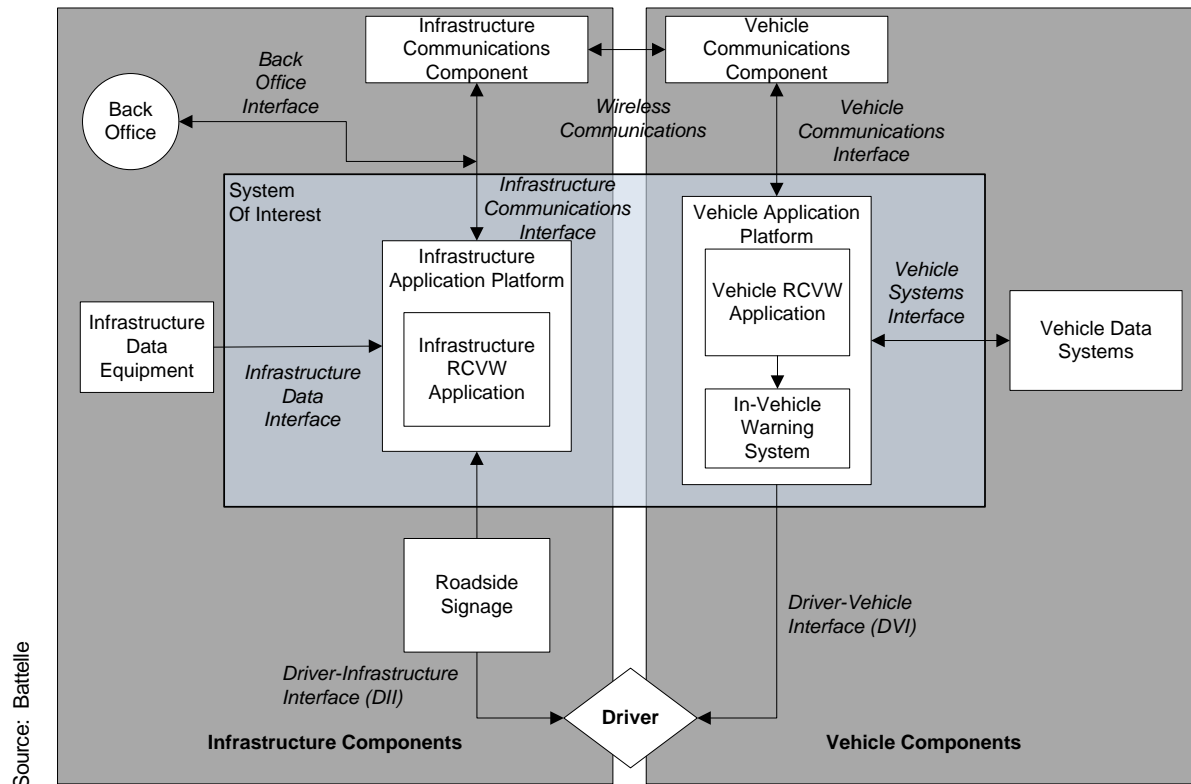 Infrastructure
Communications
Component
Vehicle
Communications
Component
Back
Office
Interface
Back
Office
Wireless
Communications
Vehicle
Communications
Interface
System
Of Interest
Infrastructure
Communications
Interface
Vehicle Application
Platform
Infrastructure
Application Platform
Vehicle RCVW
Application
Vehicle
Systems
Interface
Infrastructure
Data
Equipment
Infrastructure
RCVW
Application
Vehicle Data
Systems
Infrastructure
Data
Interface
In-Vehicle
Warning
System
Roadside
Signage
Driver-Vehicle
Interface (DVI)
Driver-Infrastructure
Interface (DII)
Driver
Infrastructure Components
Vehicle Components
Source: Battelle